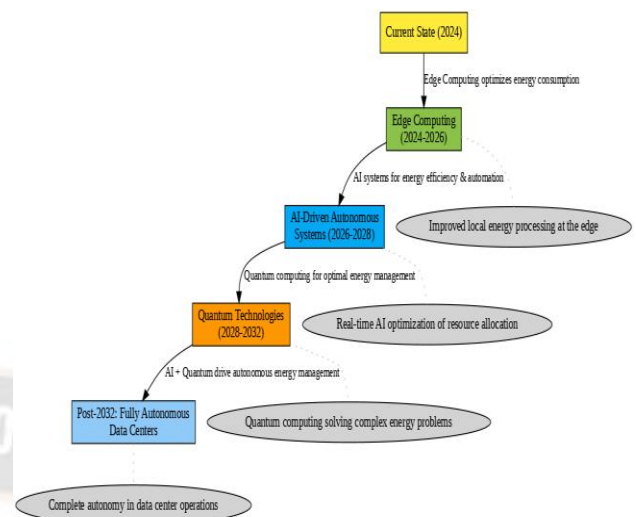 Current State (2024)
Edge Computing optimizes energy consumption
Edge Computing
(2024-2026)
AI systems for energy efficiency & automation
AI-Driven Autonomous
Systems (2026-2028)
Improved local energy processing at the edge
Quantum computing for optimal energy management
Quantum Technologies
(2028-2032)
Real-time AI optimization of resource allocation
AI + Quantum drive autonomous energy management
Post-2032: Fully Autonomous
Data Centers
Quantum computing solving complex energy problems
Complete autonomy in data center operations